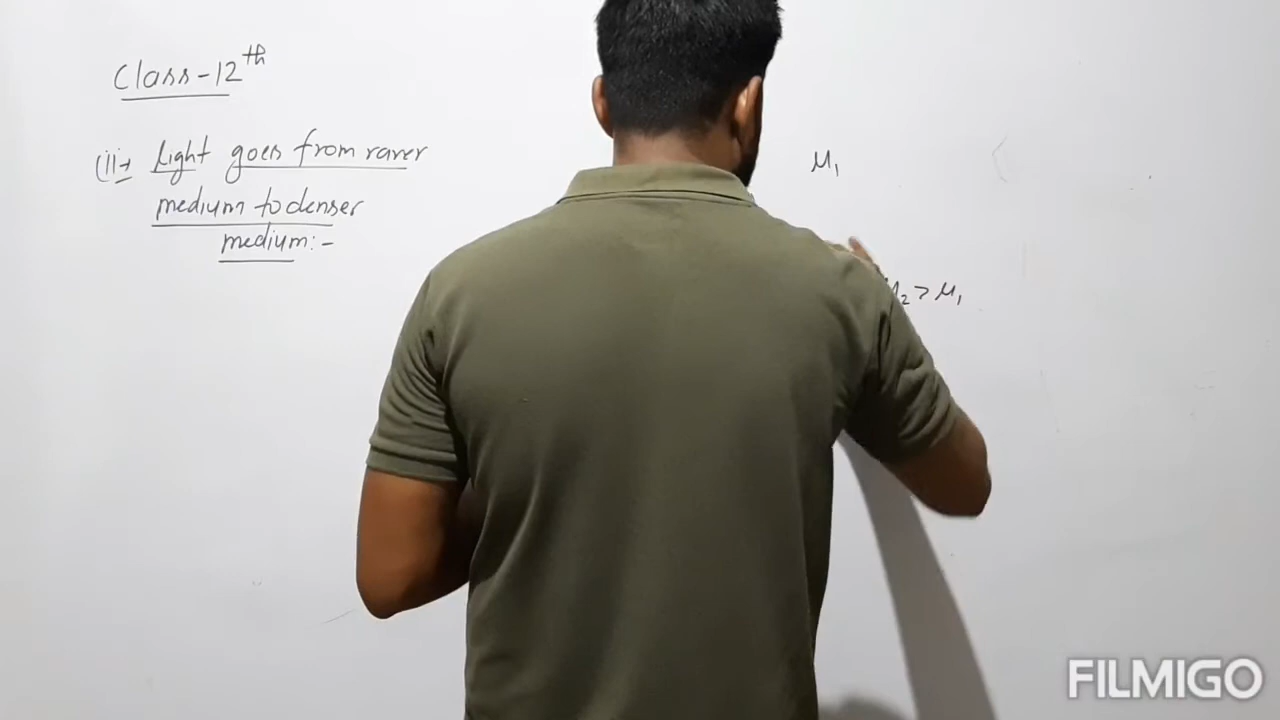 Class-12th
(ii)→ Light goes from rarer
medium to denser
medium:-
μ1
μ2 > μ1
FILMIGO